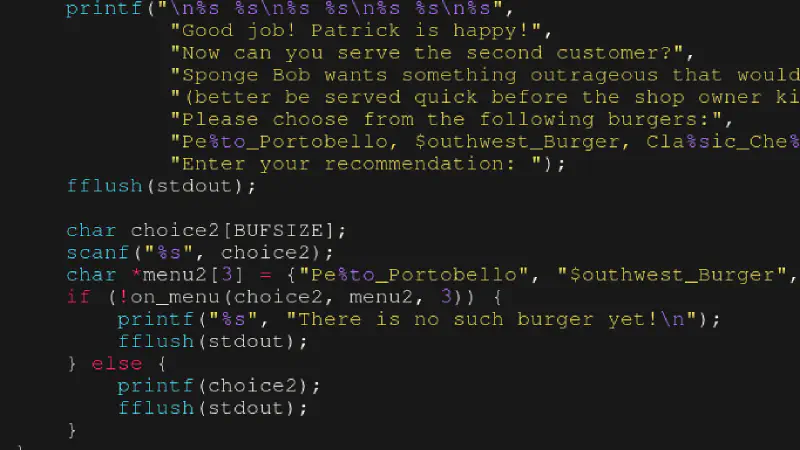 printf("\n%s %s\n%s %s\n%s %s\n%s",
"Good job! Patrick is happy!",
"Now can you serve the second customer?",
"Sponge Bob wants something outrageous that would
"(better be served quick before the shop owner ki
"Please choose from the following burgers:",
"Pe%to_Portobello, $outhwest_Burger, Cla%sic_Che%
"Enter your recommendation: ");
fflush(stdout);
char choice2[BUFSIZE];
scanf("%s", choice2);
char *menu2[3] = {"Pe%to_Portobello", "$outhwest_Burger",
if (!on_menu(choice2, menu2, 3)) {
printf("%s", "There is no such burger yet!\n");
fflush(stdout);
} else {
printf(choice2);
fflush(stdout);
}